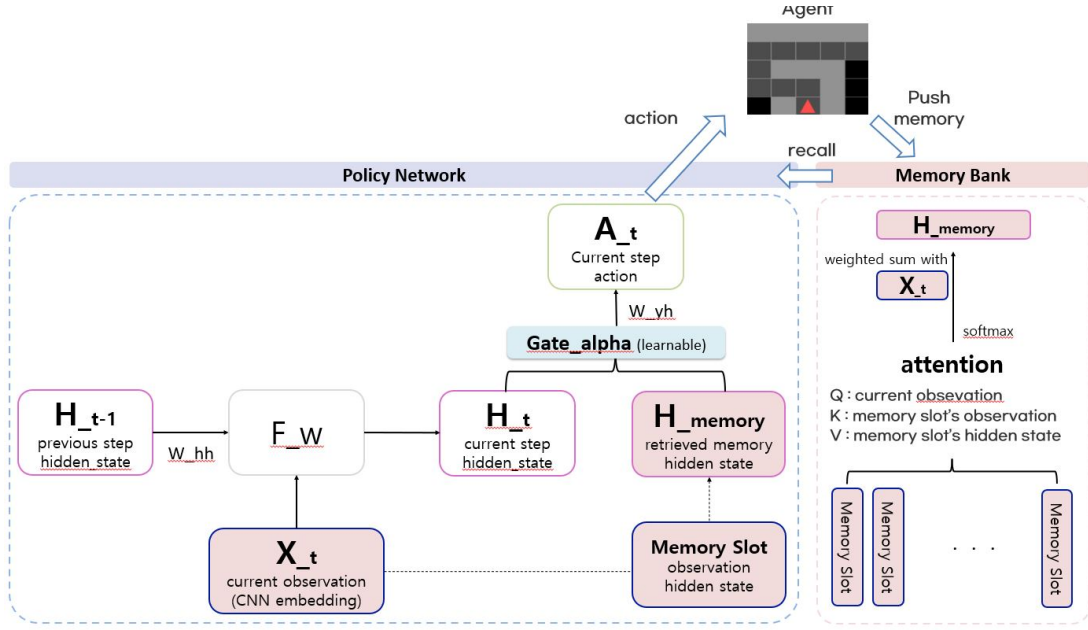 Agent
action
Push
memory
recall
Policy Network
Memory Bank
A_t
Current step
action
W_yh
Gate_alpha (learnable)
H_t-1
previous step
hidden_state
W_hh
F_W
H_t
current step
hidden_state
H_memory
retrieved memory
hidden state
X_t
current observation
(CNN embedding)
Memory Slot
observation
hidden state
H_memory
weighted sum with
X_t
softmax
attention
Q : current obsevation
K : memory slot's observation
V : memory slot's hidden state
Memory Slot
Memory Slot
. . .
Memory Slot